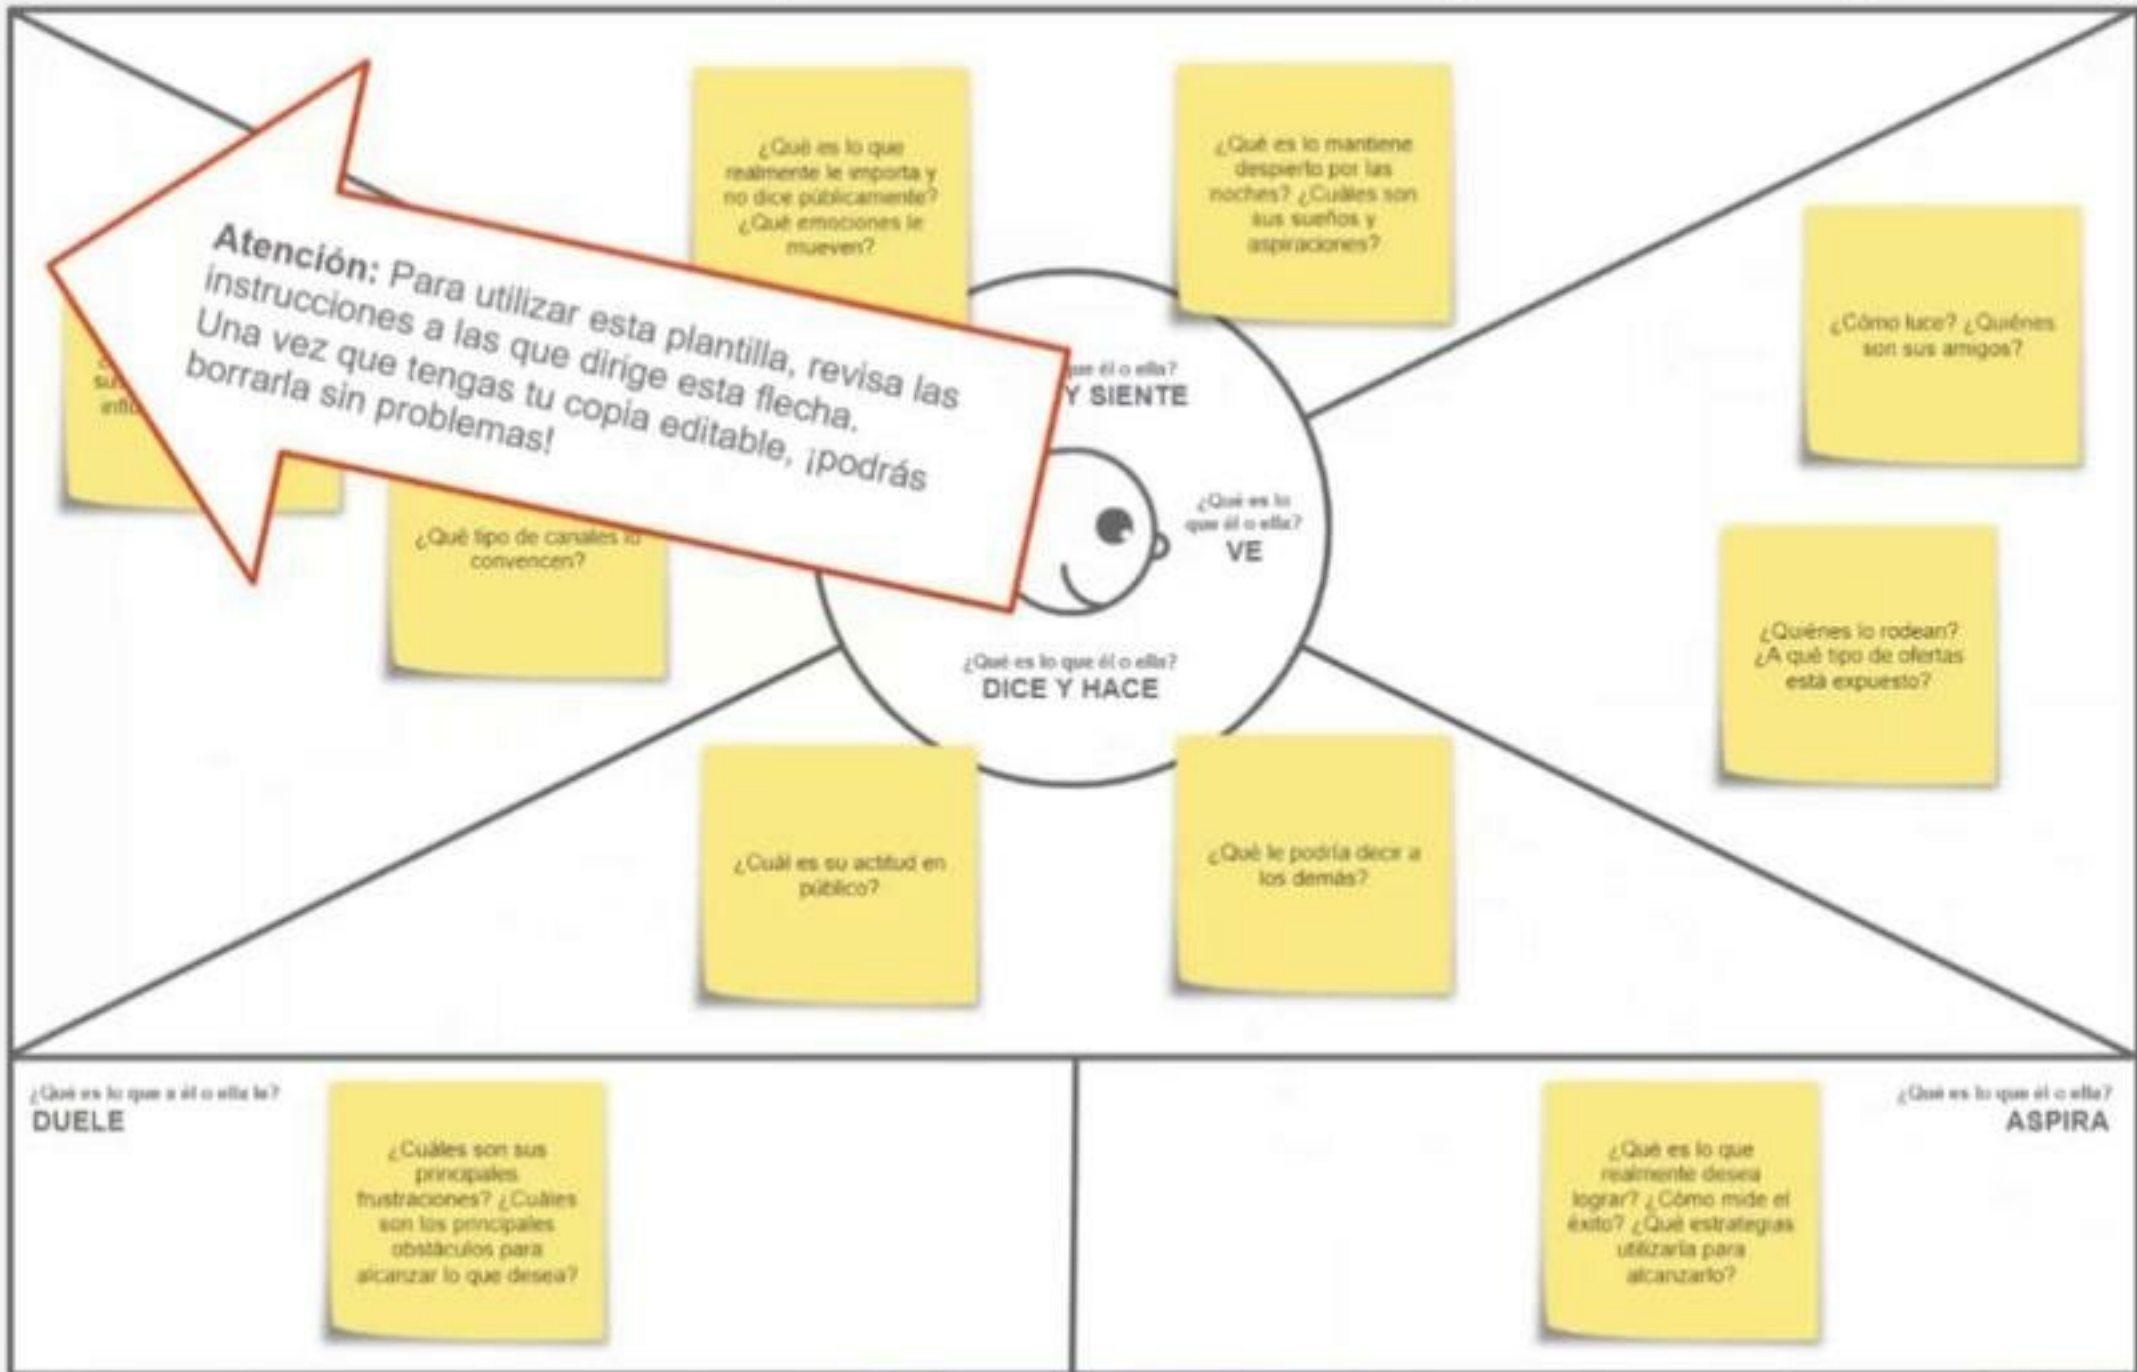 ¿Qué es lo que
realmente le importa y
no dice públicamente?
¿Qué emociones le
mueven?
¿Qué es lo mantiene
despierto por las
noches? ¿Cuáles son
sus sueños y
aspiraciones?
Atención: Para utilizar esta plantilla, revisa las
instrucciones a las que dirige esta flecha.
Una vez que tengas tu copia editable, ¡podrás
borrarla sin problemas!
¿Cómo luce? ¿Quiénes
son sus amigos?
que él o ella?
Y SIENTE
¿Qué es lo
que él o ella?
VE
¿Qué tipo de canales lo
convencen?
¿Quiénes lo rodean?
¿A qué tipo de ofertas
está expuesto?
¿Qué es lo que él o ella?
DICE Y HACE
¿Cuál es su actitud en
público?
¿Qué le podría decir a
los demás?
¿Qué es lo que a él o ella le?
DUELE
¿Cuáles son sus
principales
frustraciones? ¿Cuáles
son los principales
obstáculos para
alcanzar lo que desea?
¿Qué es lo que
realmente desea
lograr? ¿Cómo mide el
éxito? ¿Qué estrategias
utilizaría para
alcanzarlo?
¿Qué es lo que él o ella?
ASPIRA